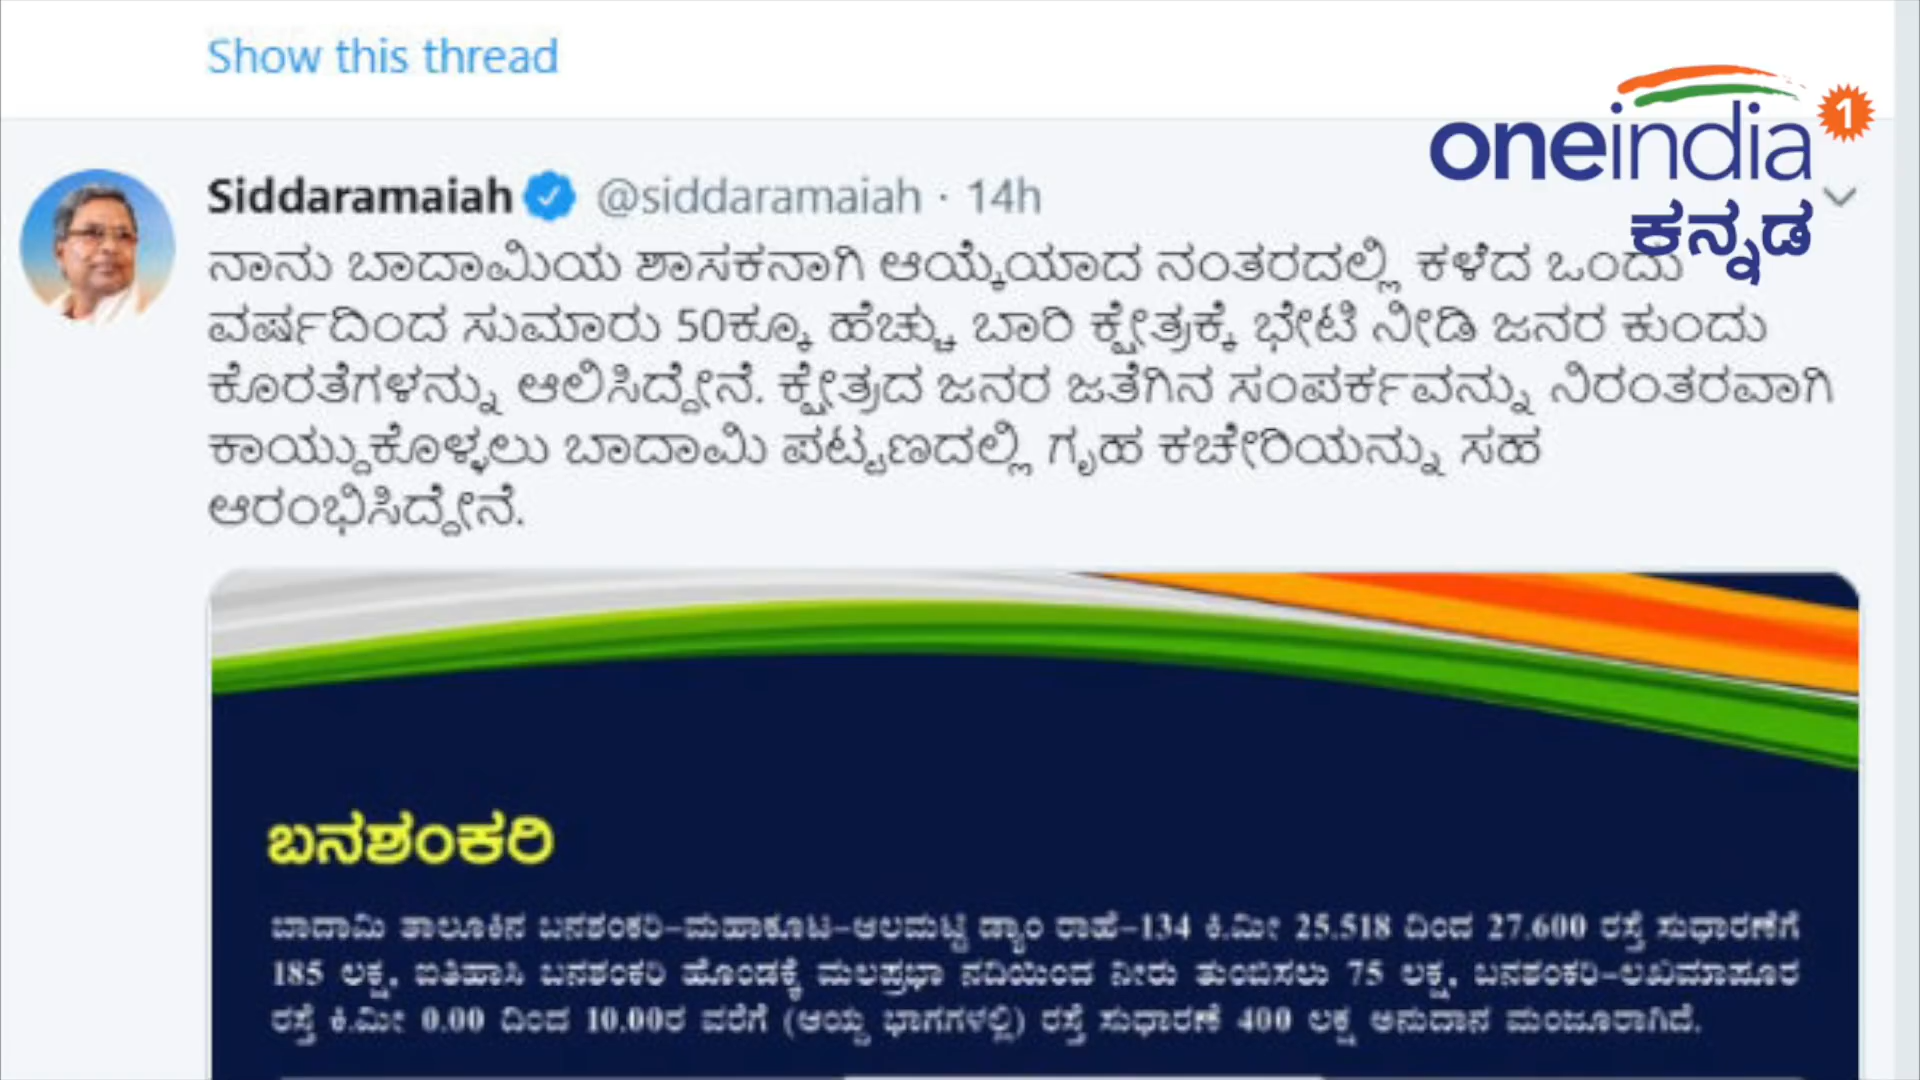 Show this thread
oneindia 1
ಕನ್ನಡ
Siddaramaiah @siddaramaiah · 14h
ನಾನು ಬಾದಾಮಿಯ ಶಾಸಕನಾಗಿ ಆಯ್ಕೆಯಾದ ನಂತರದಲ್ಲಿ ಕಳೆದ ಒಂದು
ವರ್ಷದಿಂದ ಸುಮಾರು 50ಕ್ಕೂ ಹೆಚ್ಚು ಬಾರಿ ಕ್ಷೇತ್ರಕ್ಕೆ ಭೇಟಿ ನೀಡಿ ಜನರ ಕುಂದು
ಕೊರತೆಗಳನ್ನು ಆಲಿಸಿದ್ದೇನೆ. ಕ್ಷೇತ್ರದ ಜನರ ಜತೆಗಿನ ಸಂಪರ್ಕವನ್ನು ನಿರಂತರವಾಗಿ
ಕಾಯ್ದುಕೊಳ್ಳಲು ಬಾದಾಮಿ ಪಟ್ಟಣದಲ್ಲಿ ಗೃಹ ಕಚೇರಿಯನ್ನು ಸಹ
ಆರಂಭಿಸಿದ್ದೇನೆ.
ಬನಶಂಕರಿ
ಬಾದಾಮಿ ತಾಲೂಕಿನ ಬನಶಂಕರಿ-ಮಹಾಕೂಟ-ಆಲಮಟ್ಟಿ ಡ್ಯಾಂ ರಾಹೆ-134 ಕಿ.ಮೀ 25.518 ದಿಂದ 27.600 ರಸ್ತೆ ಸುಧಾರಣೆಗೆ
185 ಲಕ್ಷ, ಐತಿಹಾಸಿ ಬನಶಂಕರಿ ಹೊಂಡಕ್ಕೆ ಮಲಪ್ರಭಾ ನದಿಯಿಂದ ನೀರು ತುಂಬಿಸಲು 75 ಲಕ್ಷ, ಬನಶಂಕರಿ-ಲಖಮಾಪೂರ
ರಸ್ತೆ ಕಿ.ಮೀ 0.00 ದಿಂದ 10.00ರ ವರೆಗೆ (ಆಯ್ದ ಭಾಗಗಳಲ್ಲಿ) ರಸ್ತೆ ಸುಧಾರಣೆ 400 ಲಕ್ಷ ಅನುದಾನ ಮಂಜೂರಾಗಿದೆ.